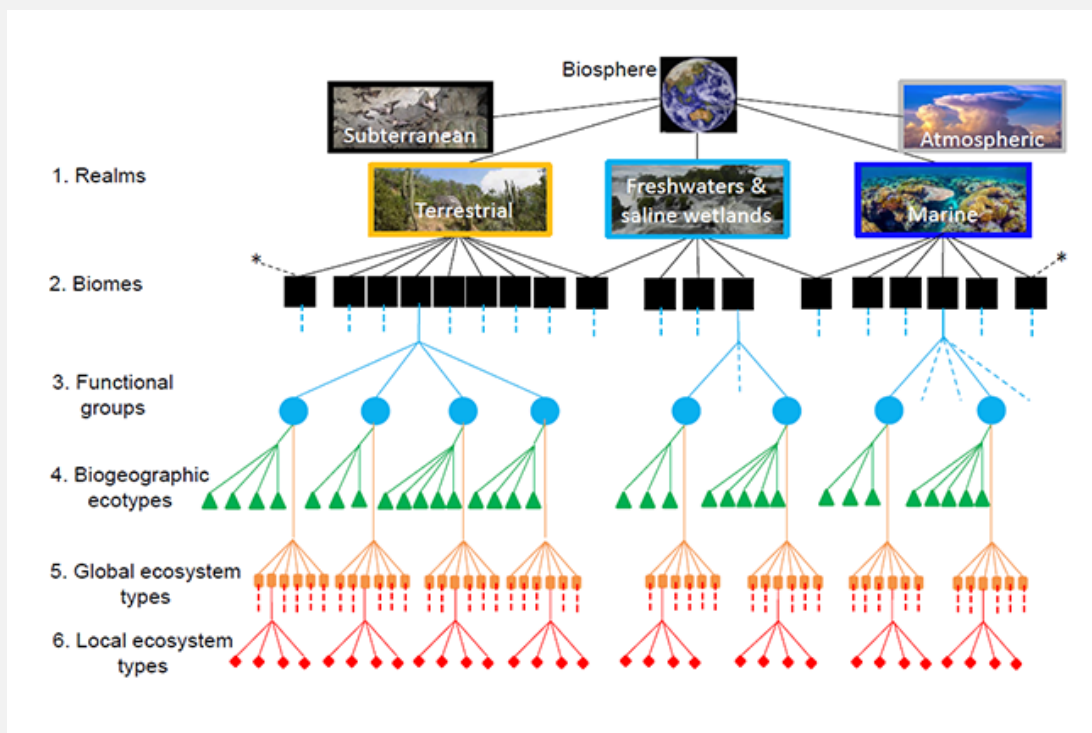 Biosphere
Subterranean
Atmospheric
1. Realms
Terrestrial
Freshwaters &
saline wetlands
Marine
*
*
2. Biomes
3. Functional
groups
4. Biogeographic
ecotypes
5. Global ecosystem
types
6. Local ecosystem
types